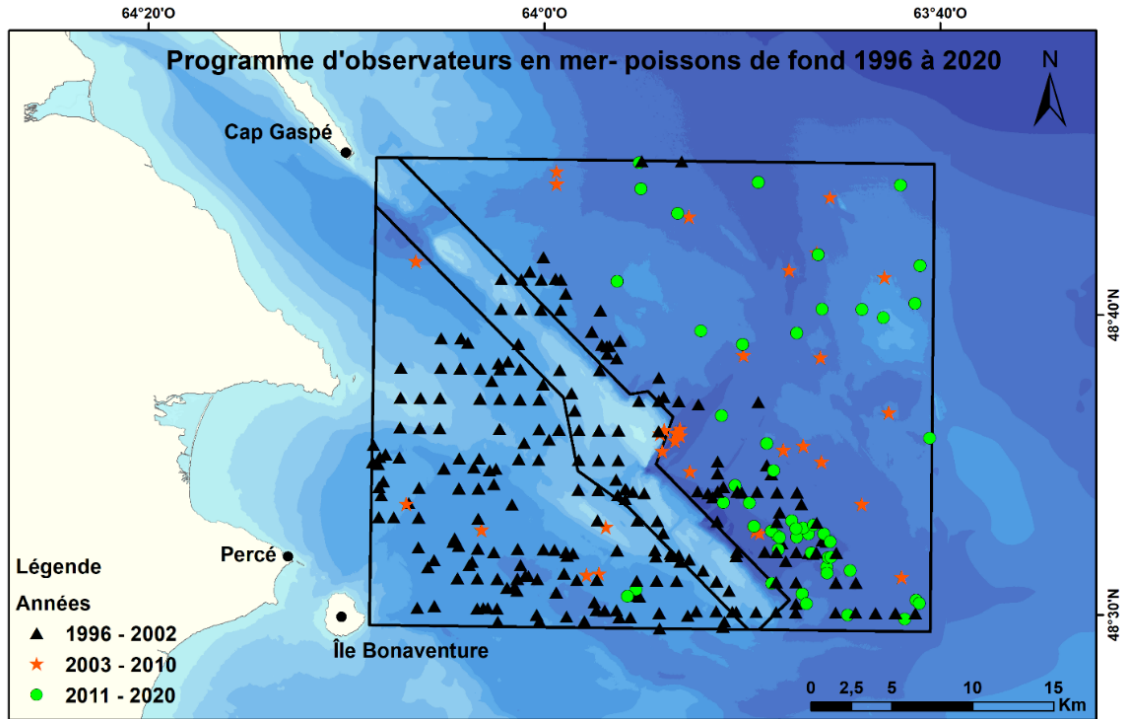 64°20'O
64°0'O
63°40'O
Programme d'observateurs en mer- poissons de fond 1996 à 2020
N
Cap Gaspé
48°40'N
Percé
Légende
Années
1996 - 2002
2003 - 2010
2011 - 2020
Île Bonaventure
48°30'N
0 2,5 5 10 15
Km